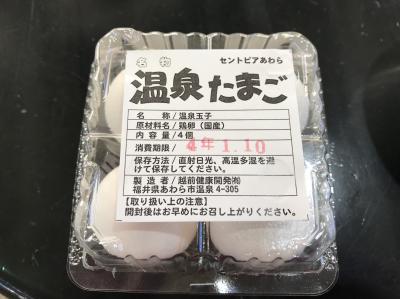 名物 セントピアあわら
温泉たまご
名 称／温泉玉子
原材料名／鶏卵（国産）
内容量／4個
消費期限／ 4年1.10
保存方法／直射日光、高温多湿を避
けて保存してください。
製造者／越前健康開発㈲
福井県あわら市温泉4-305
【取り扱い上の注意】
開封後はお早めにお召し上がりください。